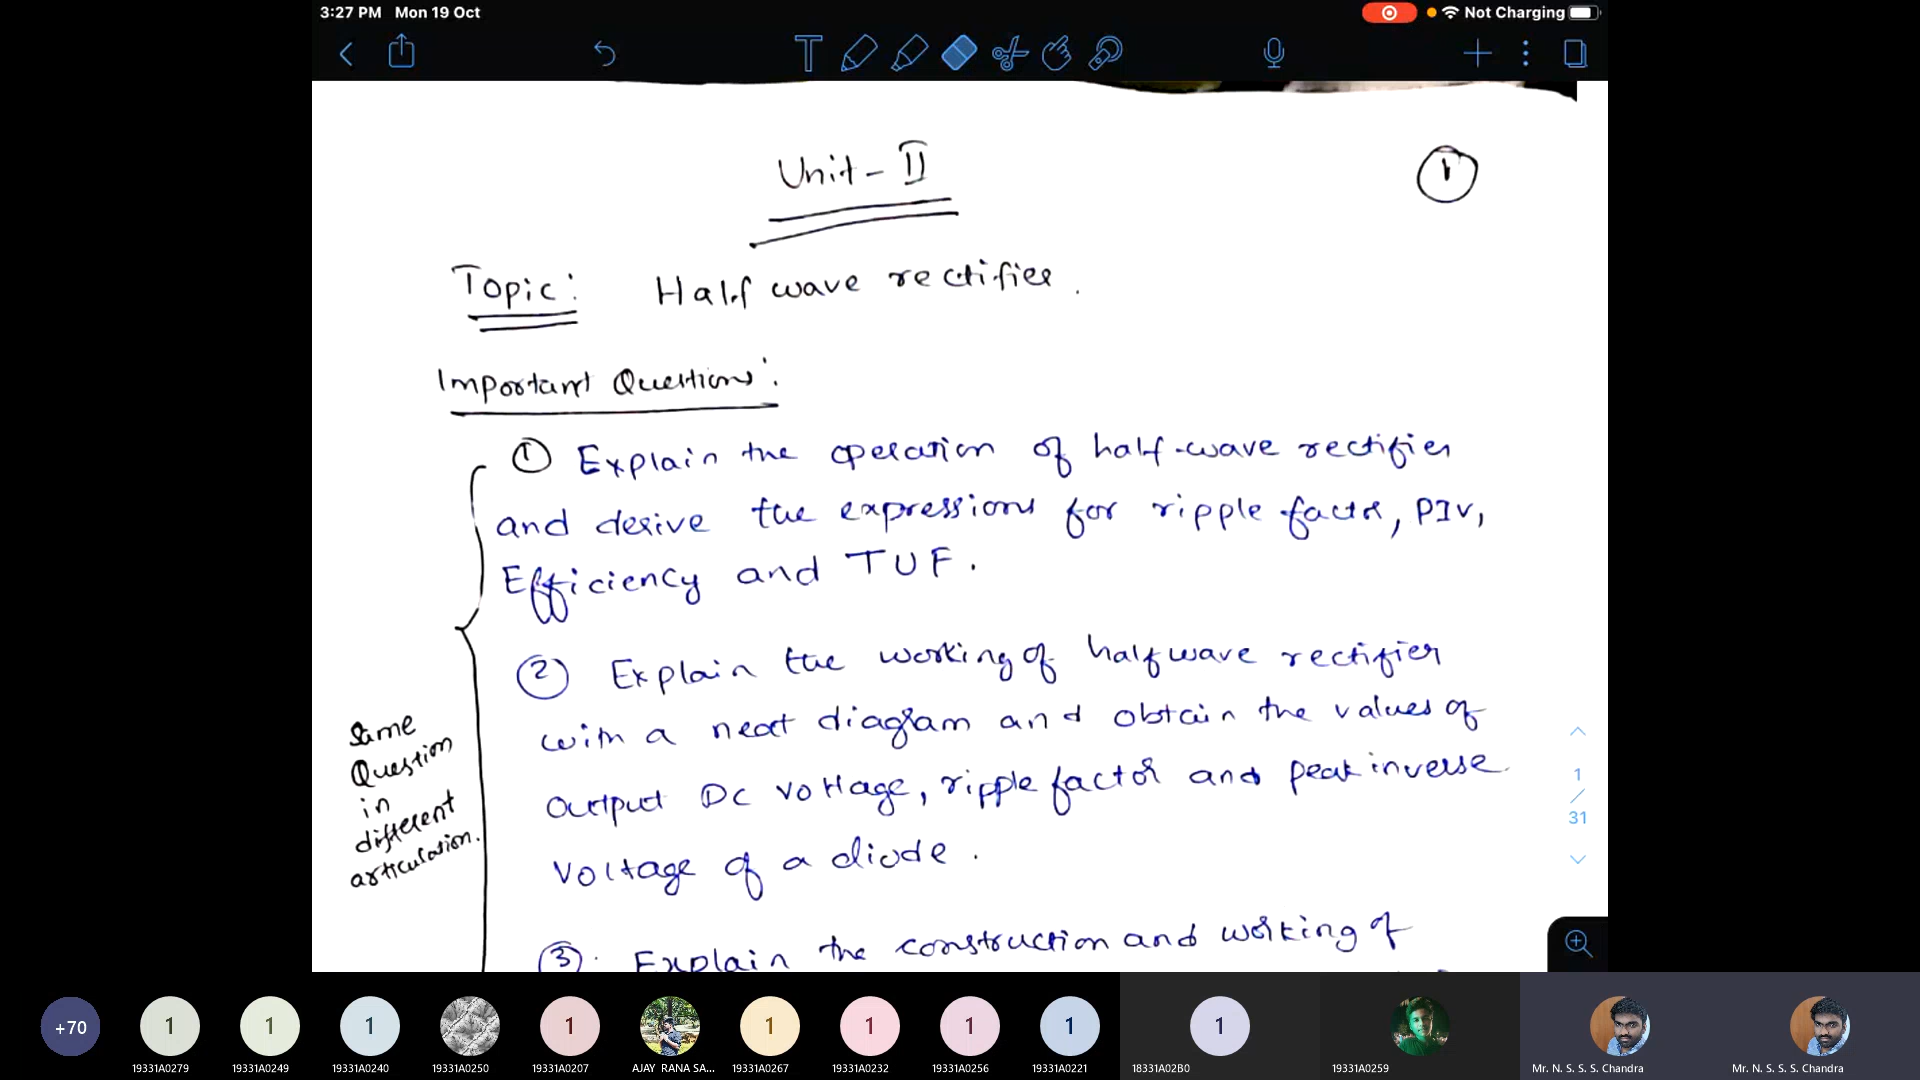 3:27 PM Mon 19 Oct
Not Charging
Unit - II
1
Topic: Half wave rectifier.
Important Questions:
① Explain the operation of half-wave rectifier
and derive the expressions for ripple factor, PIV,
Efficiency and TUF.
② Explain the working of half wave rectifier
with a neat diagram and obtain the values of
output DC voltage, ripple factor and peak inverse
voltage of a diode.
③. Explain the construction and working of
Same
Question
in
different
articulation.
1
/
31
+70
1 1 1 1 1 1 1 1 1
19331A0279 19331A0249 19331A0240 19331A0250 19331A0207 AJAY RANA SA... 19331A0267 19331A0232 19331A0256 19331A0221 18331A02B0 19331A0259 Mr. N. S. S. S. Chandra Mr. N. S. S. S. Chandra